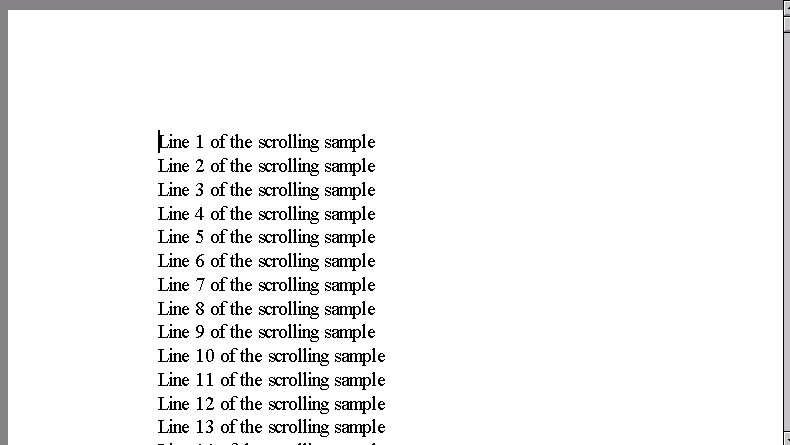 Line 1 of the scrolling sample
Line 2 of the scrolling sample
Line 3 of the scrolling sample
Line 4 of the scrolling sample
Line 5 of the scrolling sample
Line 6 of the scrolling sample
Line 7 of the scrolling sample
Line 8 of the scrolling sample
Line 9 of the scrolling sample
Line 10 of the scrolling sample
Line 11 of the scrolling sample
Line 12 of the scrolling sample
Line 13 of the scrolling sample